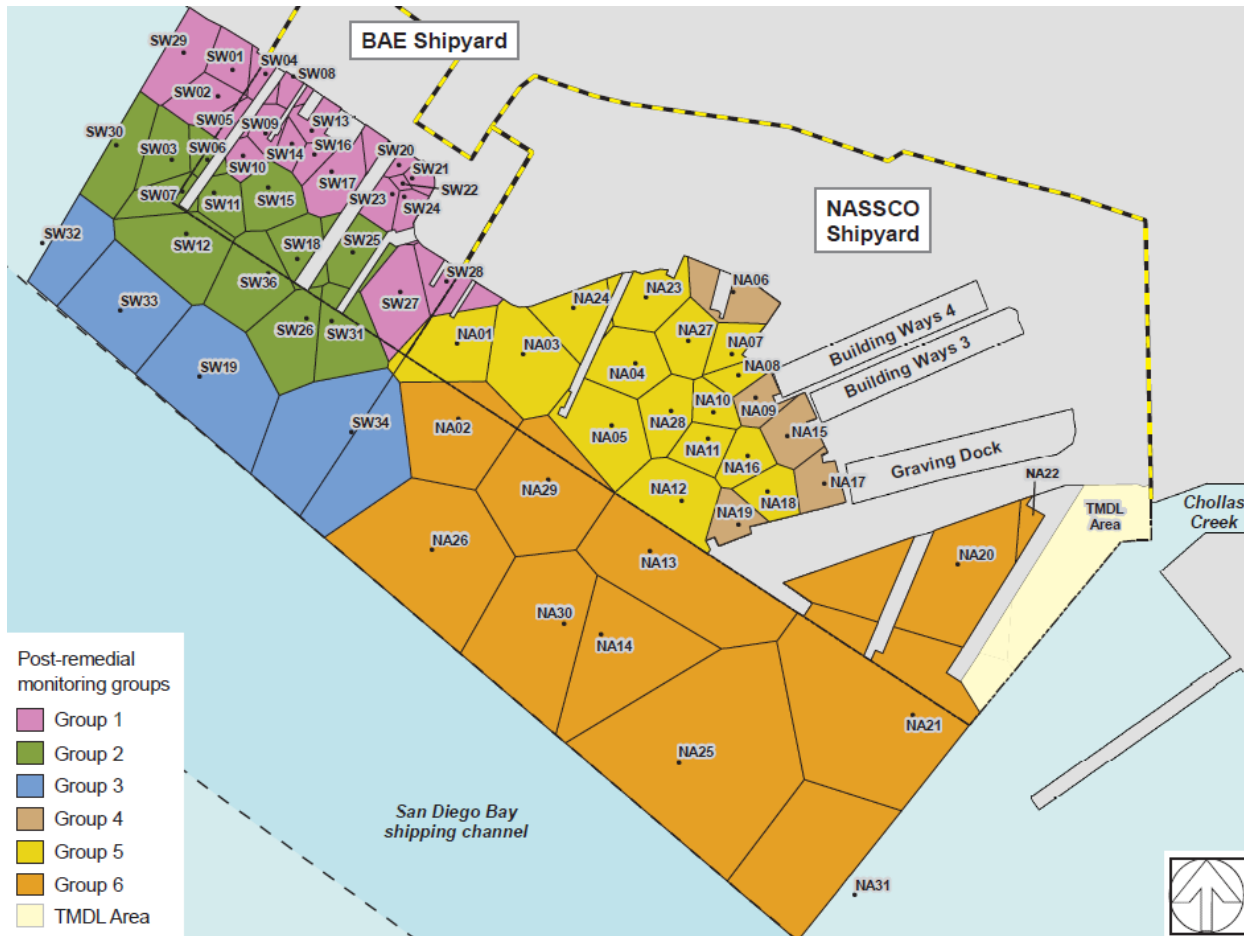 BAE Shipyard
SW29
SW01
SW04
SW08
SW02
SW05
SW09
SW13
SW30
SW03
SW06
SW14
SW16
SW20
SW10
SW21
SW17
SW22
SW07
SW11
SW15
SW23
SW24
NASSCO
Shipyard
SW32
SW12
SW18
SW25
SW36
SW28
NA06
SW33
SW27
NA23
NA24
SW26
SW31
NA01
NA03
NA27
NA07
Building Ways 4
Building Ways 3
SW19
NA04
NA08
NA10
NA09
SW34
NA02
NA05
NA28
NA15
NA11
NA16
Graving Dock
NA22
NA29
NA12
NA18
NA17
TMDL
Area
Chollas
Creek
NA19
NA26
NA13
NA20
NA30
NA14
NA21
NA25
San Diego Bay
shipping channel
NA31
Post-remedial
monitoring groups
Group 1
Group 2
Group 3
Group 4
Group 5
Group 6
TMDL Area